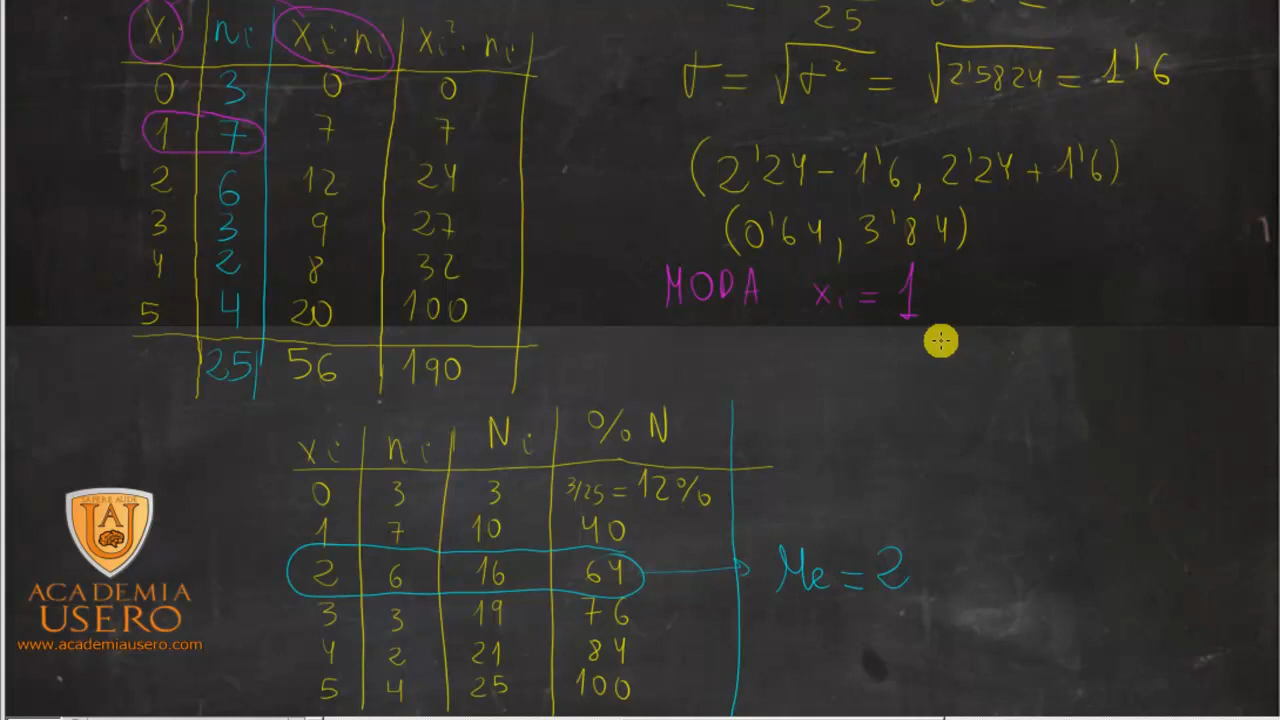 xi ni xi·ni xi²·ni
0 3 0 0
1 7 7 7
2 6 12 24
3 3 9 27
4 2 8 32
5 4 20 100
25 56 190
25
σ = √σ² = √2'5824 = 1'6
(2'24 - 1'6, 2'24 + 1'6)
(0'64, 3'84)
MODA xi = 1
xi ni Ni % N
0 3 3 3/25 = 12%
1 7 10 40
2 6 16 64
3 3 19 76
4 2 21 84
5 4 25 100
Me = 2
SAPERE AUDE
UA
ACADEMIA
USERO
www.academiausero.com